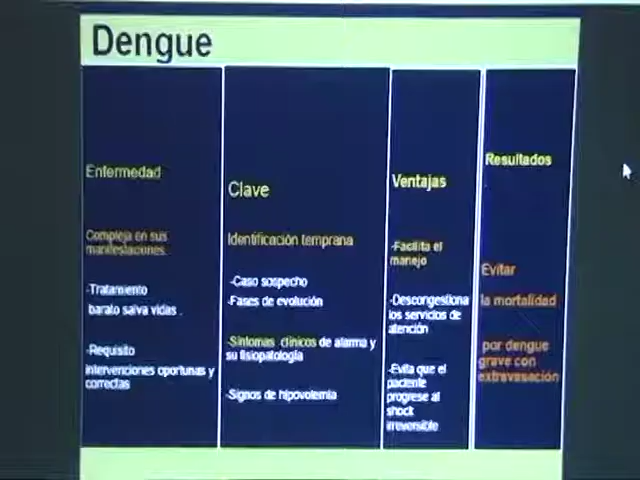 Dengue
Enfermedad
Compleja en sus
manifestaciones.
-Tratamiento
barato salva vidas .
-Requisito
intervenciones oportunas y
correctas
Clave
Identificación temprana
-Caso sospecho
-Fases de evolución
-Síntomas clínicos de alarma y
su fisiopatología
-Signos de hipovolemia
Ventajas
-Facilita el
manejo
-Descongestiona
los servicios de
atención
-Evita que el
paciente
progrese al
shock
irreversible
Resultados
Evitar
la mortalidad
por dengue
grave con
extravasación